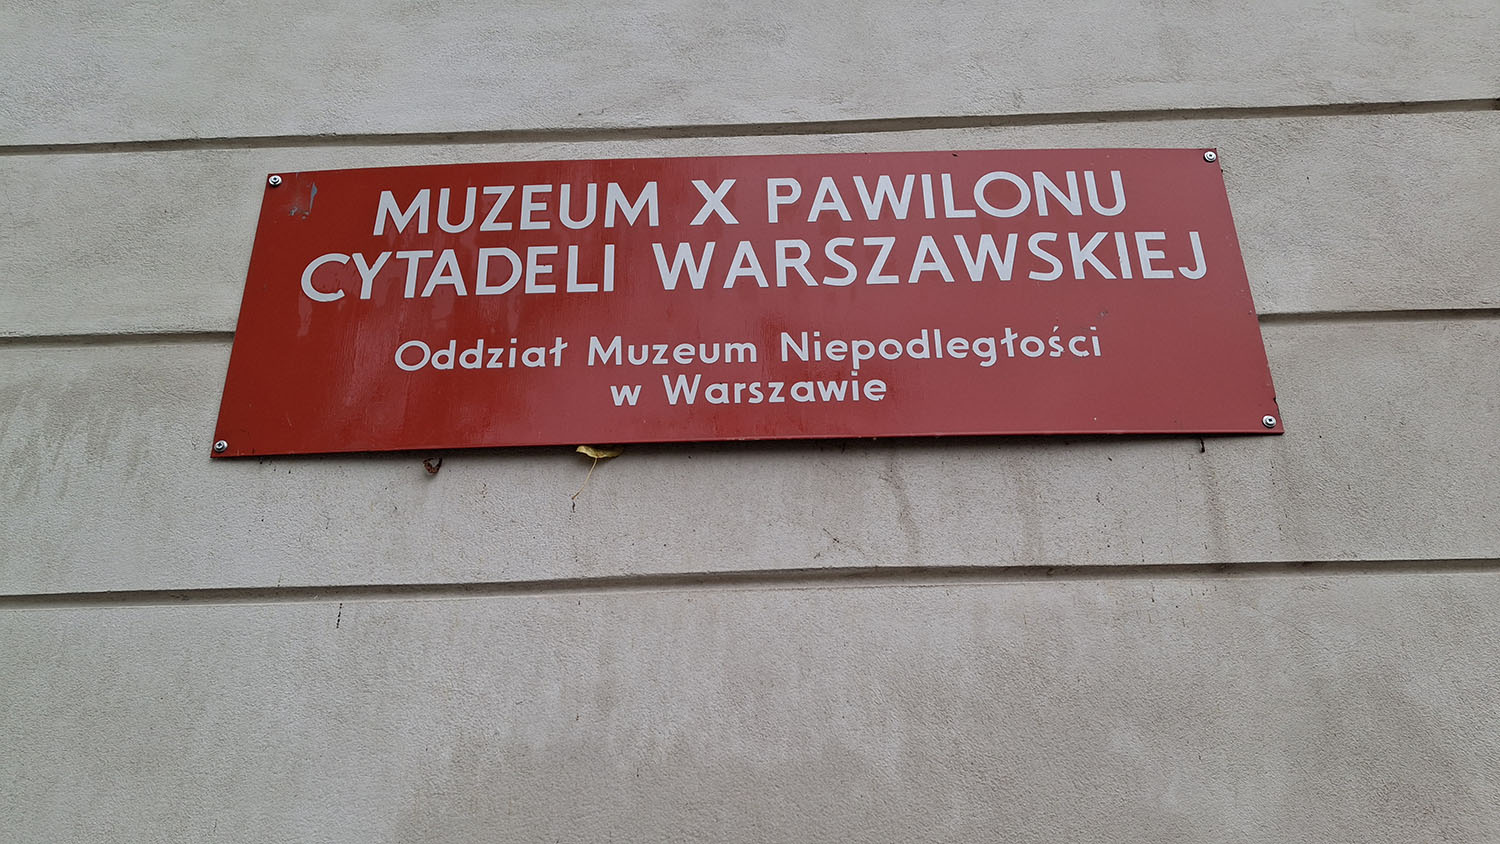 MUZEUM X PAWILONU
CYTADELI WARSZAWSKIEJ
Oddział Muzeum Niepodległości
w Warszawie